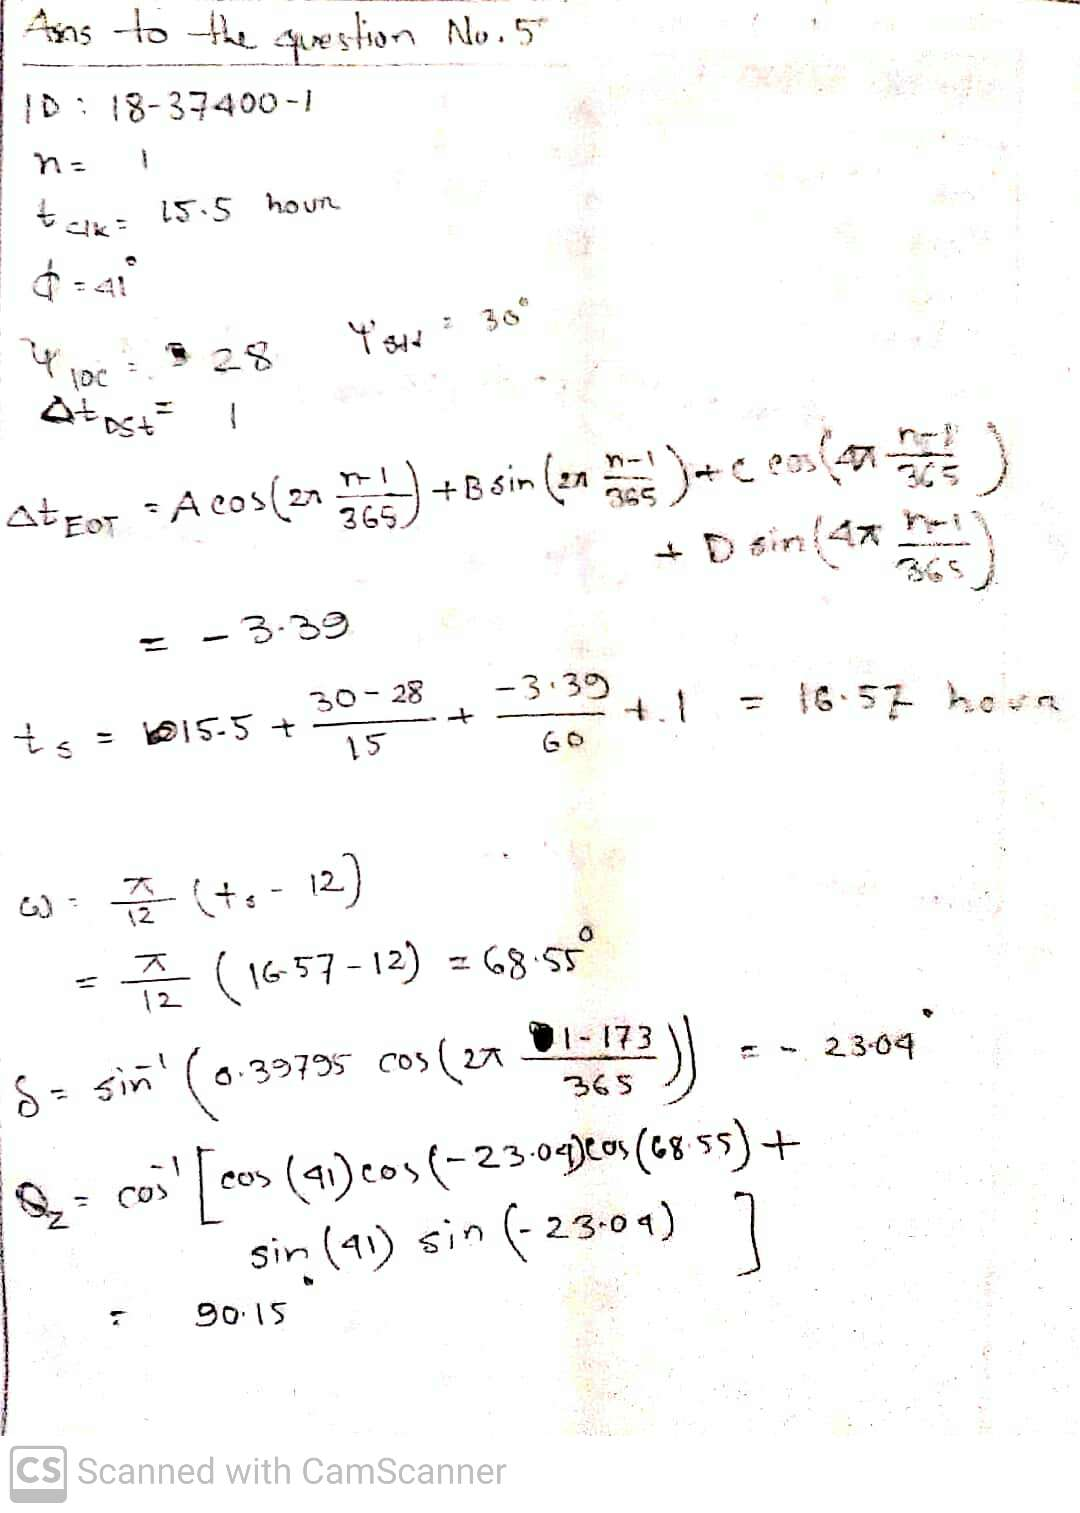 Ans to the question No. 5
ID : 18-37400-1
n = 1
t clk = 15.5 hour
ϕ = 41°
Ψ loc = 28 Ψ std = 30°
Δt DSt = 1
Δt EOT = A cos(2π n-1/365) + B sin(2π n-1/365) + C cos(4π n-1/365)
+ D sin(4π n-1/365)
= -3.39
t s = 15.5 + 30-28/15 + -3.39/60 + 1 = 16.57 hour
ω = π/12 (t s - 12)
= π/12 (16.57-12) = 68.55°
δ = sin⁻¹(0.39795 cos(2π 1-173/365)) = - 23.04°
θz = cos⁻¹[cos(41) cos(-23.04) cos(68.55) +
sin(41) sin(-23.04)]
= 90.15°
CS Scanned with CamScanner